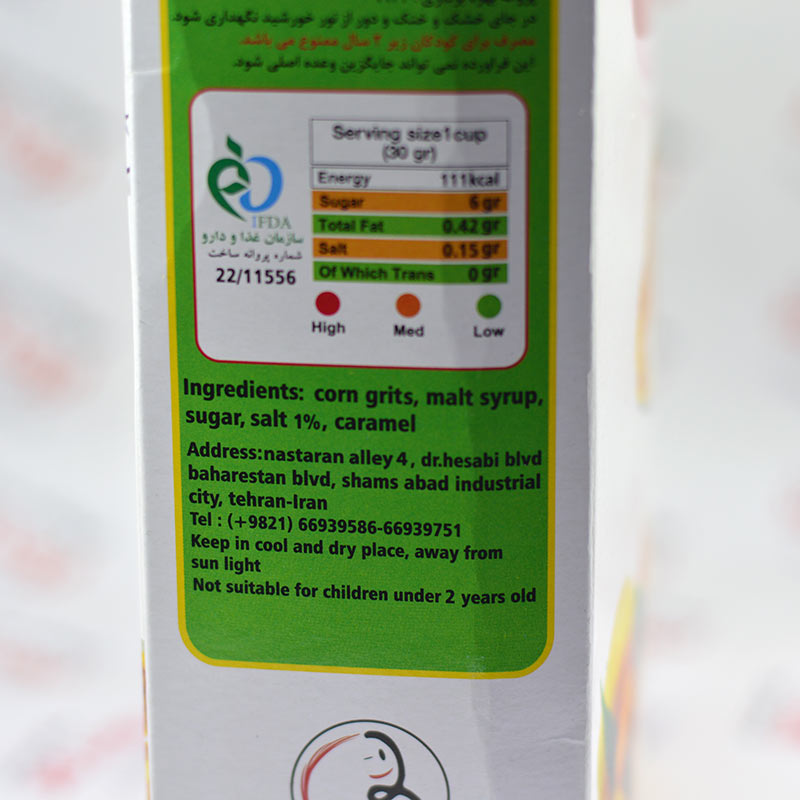 در جای خشک و خنک و دور از نور خورشید نگهداری شود.
مصرف برای کودکان زیر ۲ سال ممنوع می باشد.
این فراورده نمی تواند جایگزین وعده اصلی شود.
Serving size1cup
(30 gr)
Energy 111kcal
Sugar 6 gr
Total Fat 0.42 gr
Salt 0.15 gr
Of Which Trans 0 gr
IFDA
سازمان غذا و دارو
شماره پروانه ساخت
22/11556
High Med Low
Ingredients: corn grits, malt syrup,
sugar, salt 1%, caramel
Address:nastaran alley 4, dr.hesabi blvd
baharestan blvd, shams abad industrial
city, tehran-Iran
Tel : (+9821) 66939586-66939751
Keep in cool and dry place, away from
sun light
Not suitable for children under 2 years old